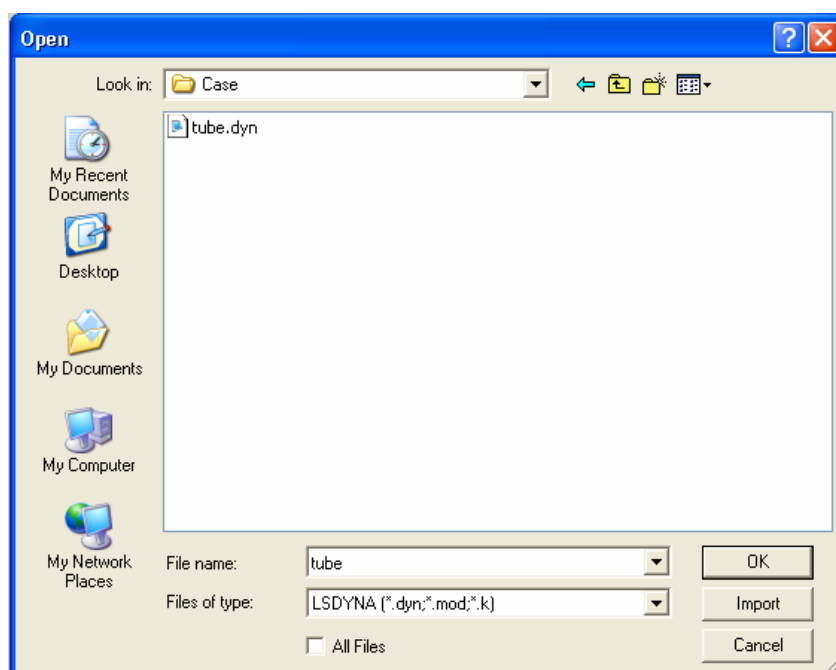 Open
Look in:
Case
tube.dyn
My Recent
Documents
Desktop
My Documents
My Computer
My Network
Places
File name:
tube
OK
Files of type:
LSDYNA (*.dyn;*.mod;*.k)
Import
All Files
Cancel